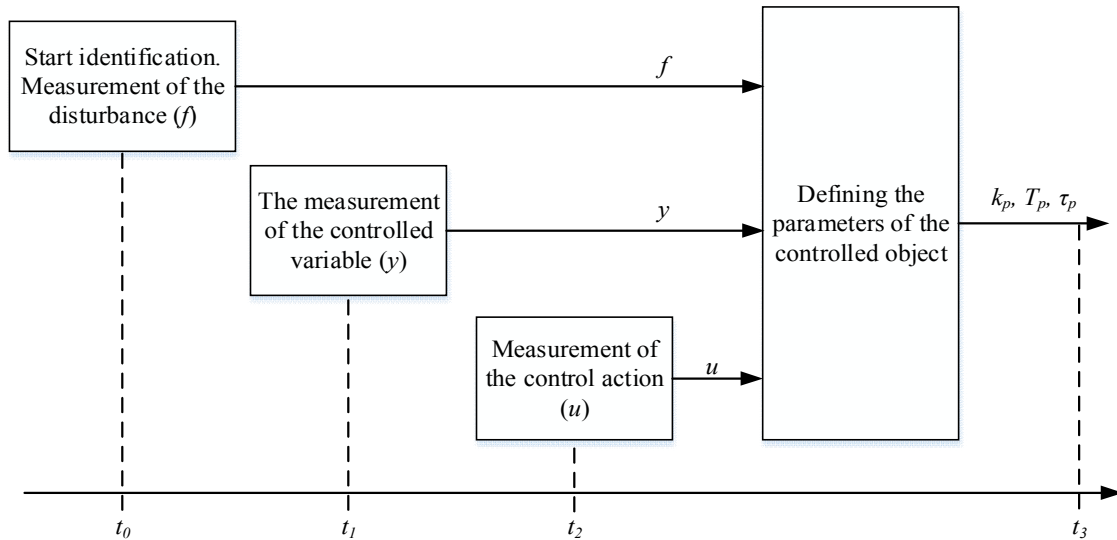 Start identification.
Measurement of the
disturbance (f)
f
The measurement
of the controlled
variable (y)
y
Measurement of
the control action
(u)
u
Defining the
parameters of the
controlled object
kₚ, Tₚ, τₚ
t₀
t₁
t₂
t₃